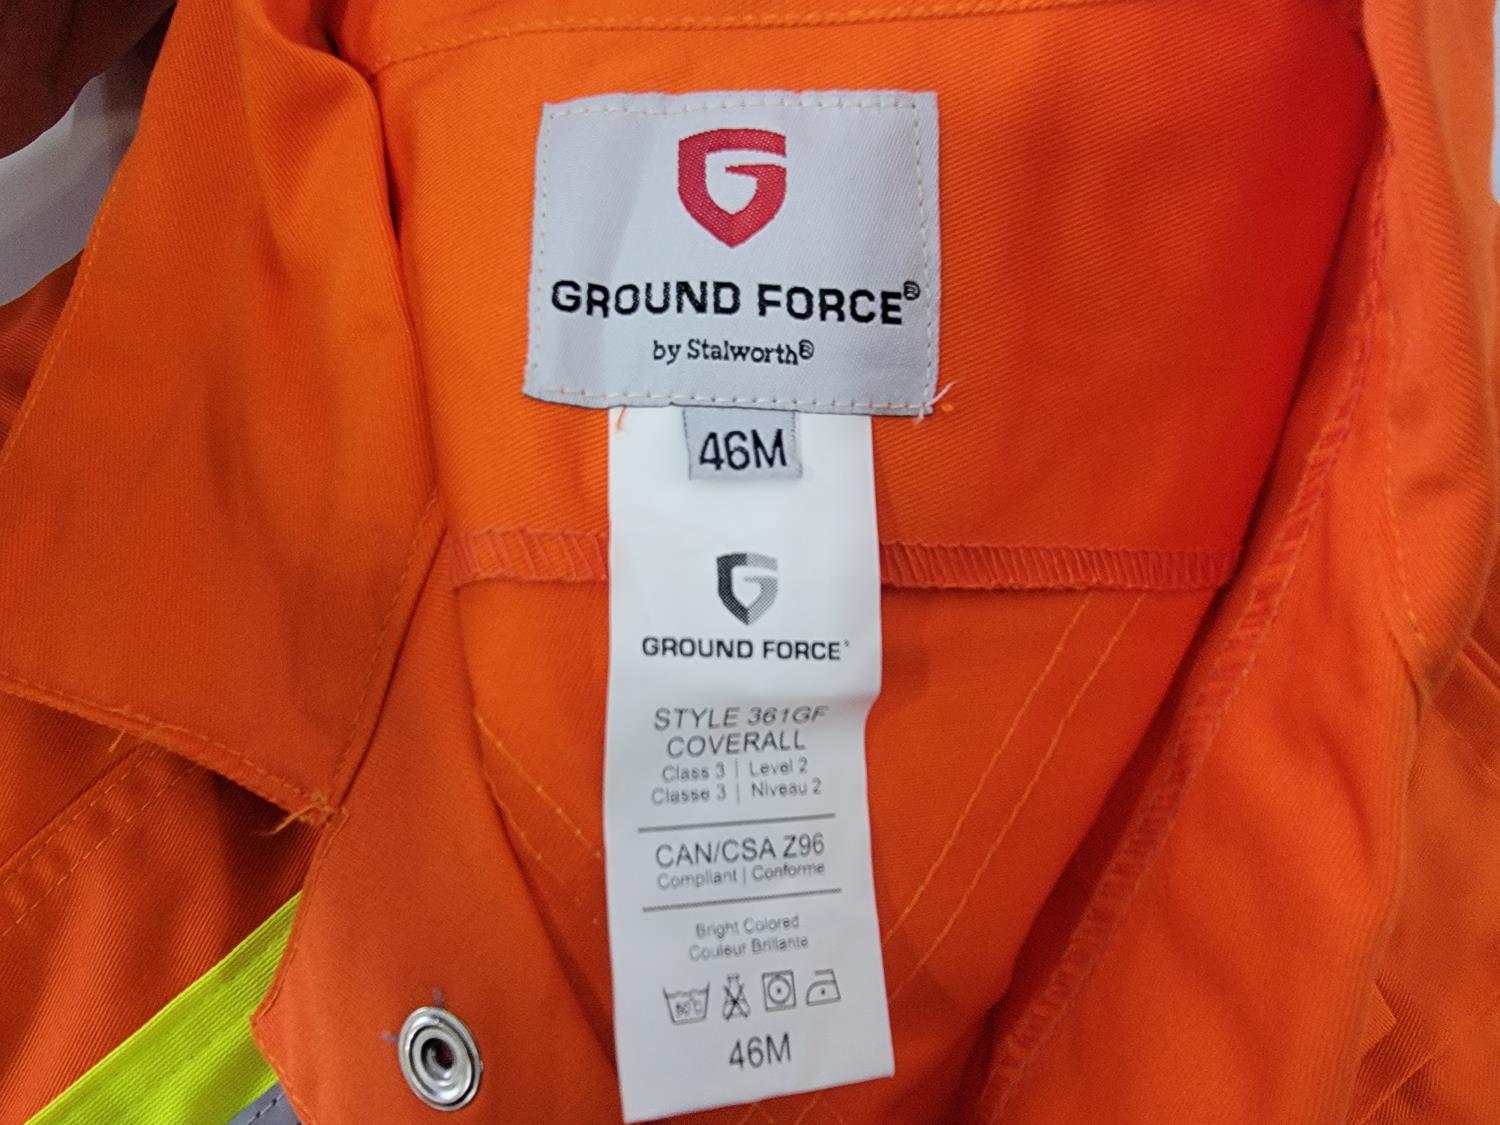 GROUND FORCE®
by Stalworth®
46M
GROUND FORCE®
STYLE 361GF
COVERALL
Class 3 | Level 2
Classe 3 | Niveau 2
CAN/CSA Z96
Compliant | Conforme
Bright Colored
Couleur Brillante
46M